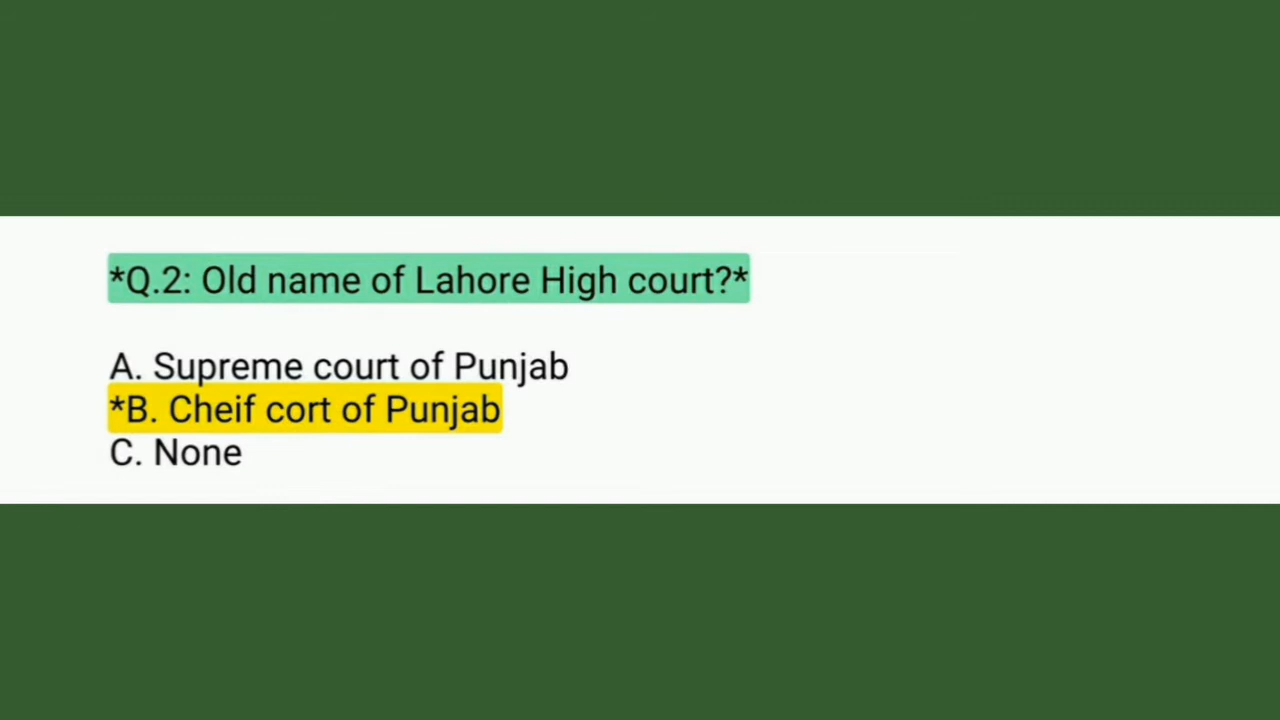 *Q.2: Old name of Lahore High court?*
A. Supreme court of Punjab
*B. Cheif cort of Punjab
C. None